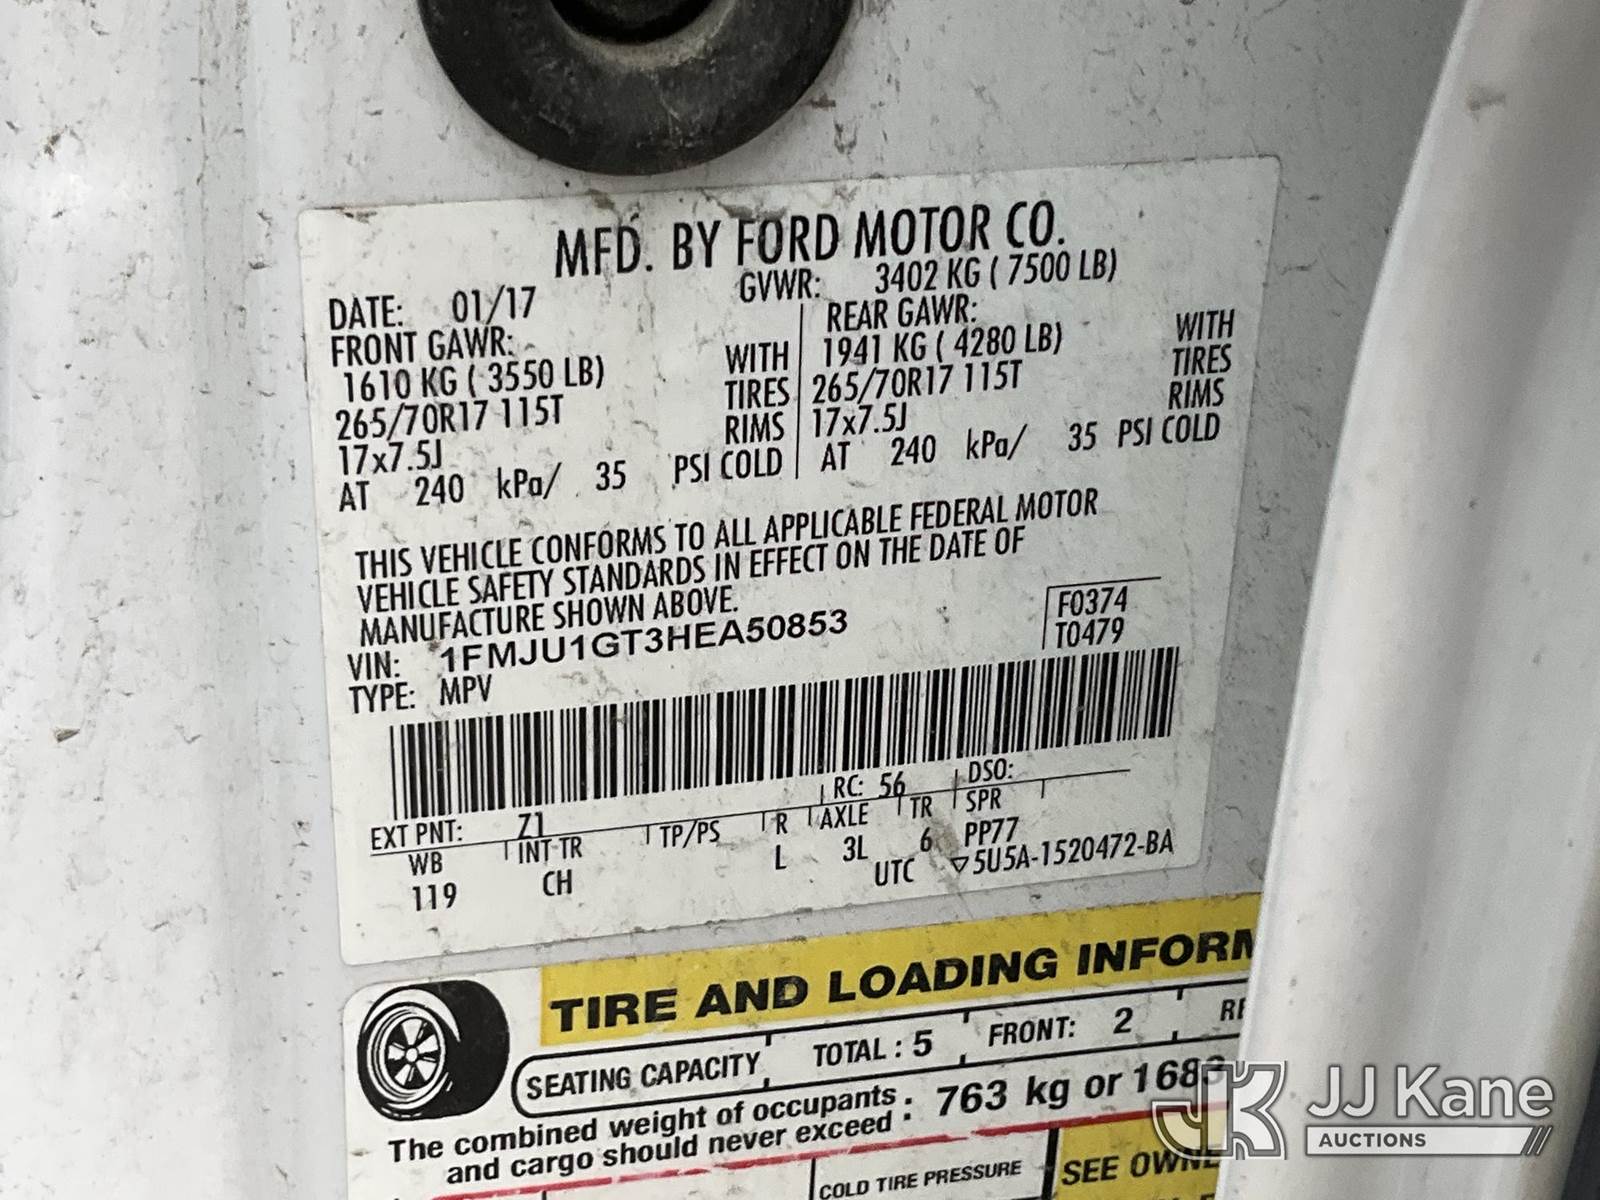 MFD. BY FORD MOTOR CO.
DATE: 01/17 GVWR: 3402 KG ( 7500 LB)
FRONT GAWR: REAR GAWR:
1610 KG ( 3550 LB) WITH 1941 KG ( 4280 LB) WITH
265/70R17 115T TIRES 265/70R17 115T TIRES
17x7.5J RIMS 17x7.5J RIMS
AT 240 kPa/ 35 PSI COLD AT 240 kPa/ 35 PSI COLD
THIS VEHICLE CONFORMS TO ALL APPLICABLE FEDERAL MOTOR
VEHICLE SAFETY STANDARDS IN EFFECT ON THE DATE OF
MANUFACTURE SHOWN ABOVE.
VIN: 1FMJU1GT3HEA50853
F0374
T0479
TYPE: MPV
EXT PNT: Z1 RC: 56 DSO:
WB INT TR TP/PS R AXLE TR SPR
119 CH L 3L 6 PP77
UTC ▽5U5A-1520472-BA
TIRE AND LOADING INFORM
SEATING CAPACITY TOTAL : 5 FRONT: 2 RE
The combined weight of occupants
and cargo should never exceed : 763 kg or 1683
COLD TIRE PRESSURE
SEE OWNE
JJ Kane
AUCTIONS